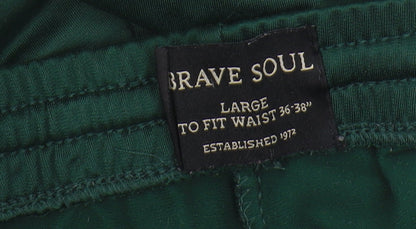 BRAVE SOUL
LARGE
TO FIT WAIST 36-38"
ESTABLISHED 1972